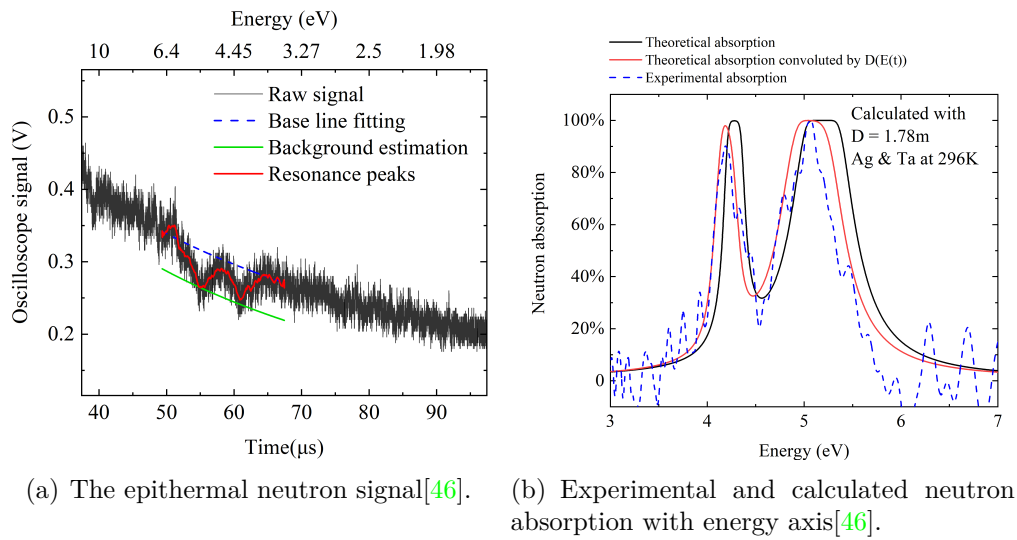 Energy (eV)
10 6.4 4.45 3.27 2.5 1.98
Raw signal
Base line fitting
Background estimation
Resonance peaks
0.5
0.4
0.3
0.2
Oscilloscope signal (V)
40 50 60 70 80 90
Time(μs)
(a) The epithermal neutron signal[46].
Theoretical absorption
Theoretical absorption convoluted by D(E(t))
Experimental absorption
Calculated with
D = 1.78m
Ag & Ta at 296K
100%
80%
60%
40%
20%
0
Neutron absorption
3 4 5 6 7
Energy (eV)
(b) Experimental and calculated neutron
absorption with energy axis[46].